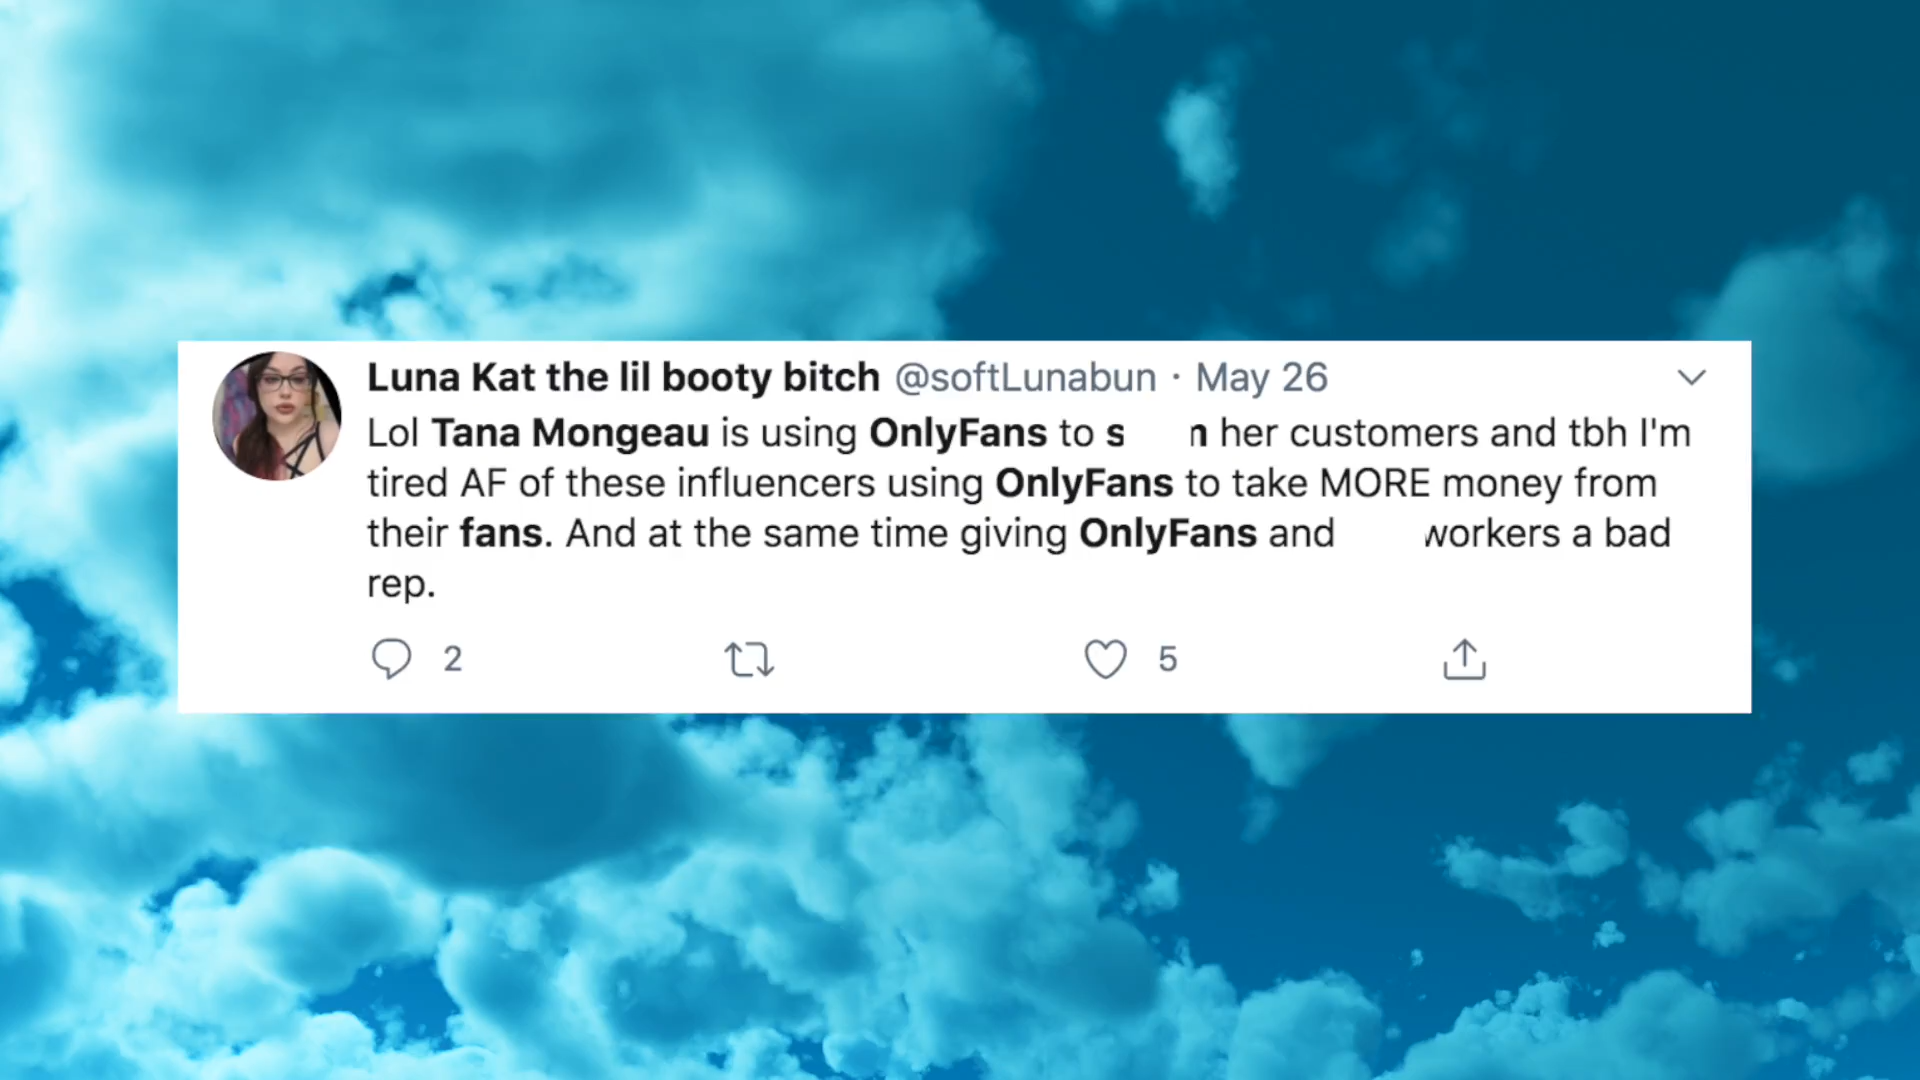 Luna Kat the lil booty bitch @softLunabun · May 26
Lol Tana Mongeau is using OnlyFans to s n her customers and tbh I'm
tired AF of these influencers using OnlyFans to take MORE money from
their fans. And at the same time giving OnlyFans and workers a bad
rep.
2 5